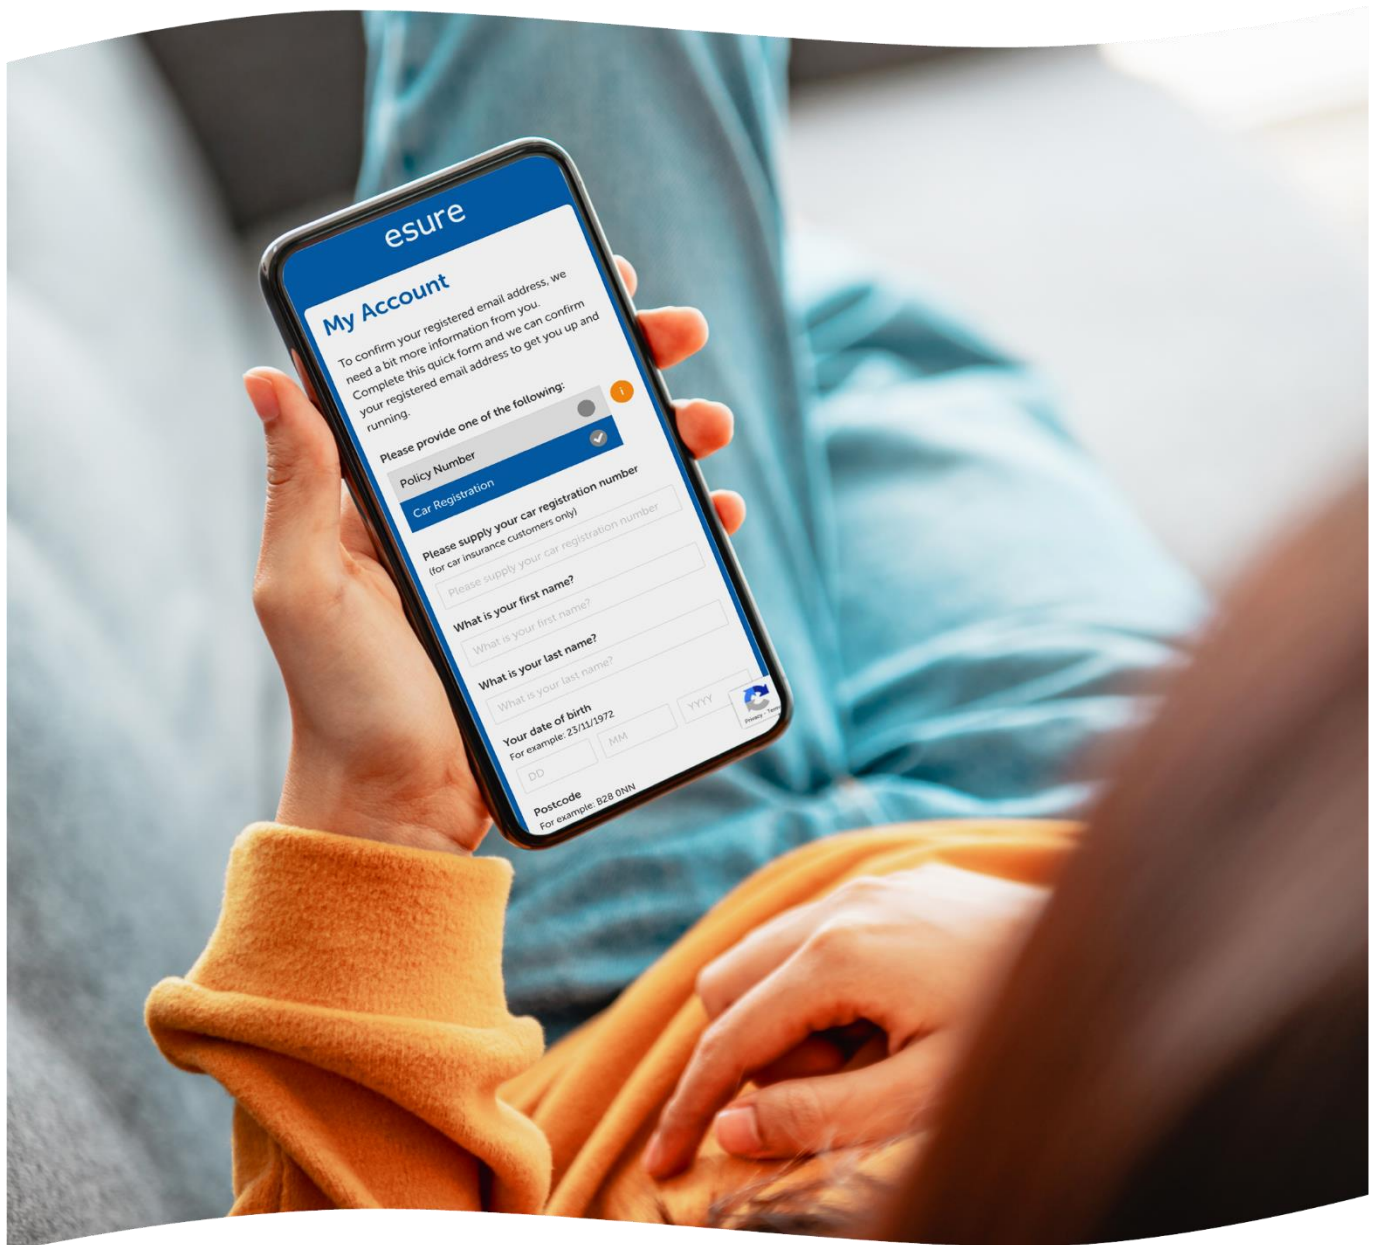 esure
My Account
To confirm your registered email address, we
need a bit more information from you.
Complete this quick form and we can confirm
your registered email address to get you up and
running.
Please provide one of the following:
i
Policy Number
Car Registration
Please supply your car registration number
(for car insurance customers only)
Please supply your car registration number
What is your first name?
What is your first name?
What is your last name?
What is your last name?
Your date of birth
For example: 23/11/1972
DD
MM
YYYY
Privacy - Terms
Postcode
For example: B28 0NN